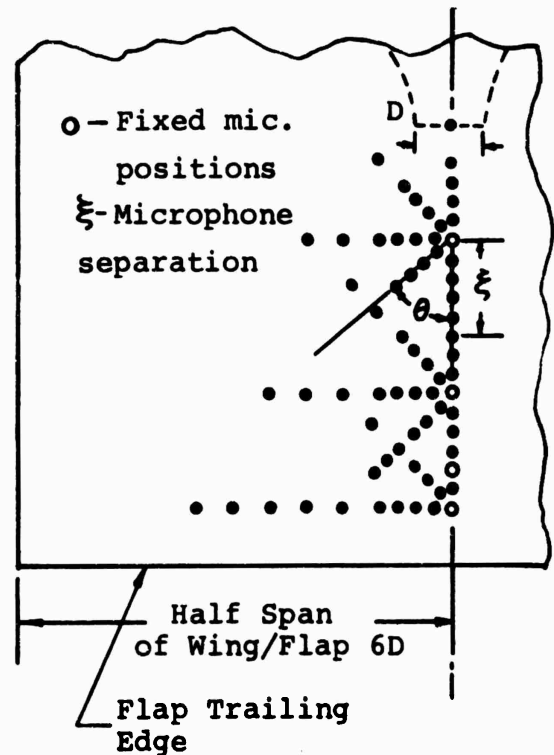 D
o – Fixed mic.
positions
ξ- Microphone
separation
ξ
θ
Half Span
of Wing/Flap 6D
Flap Trailing
Edge